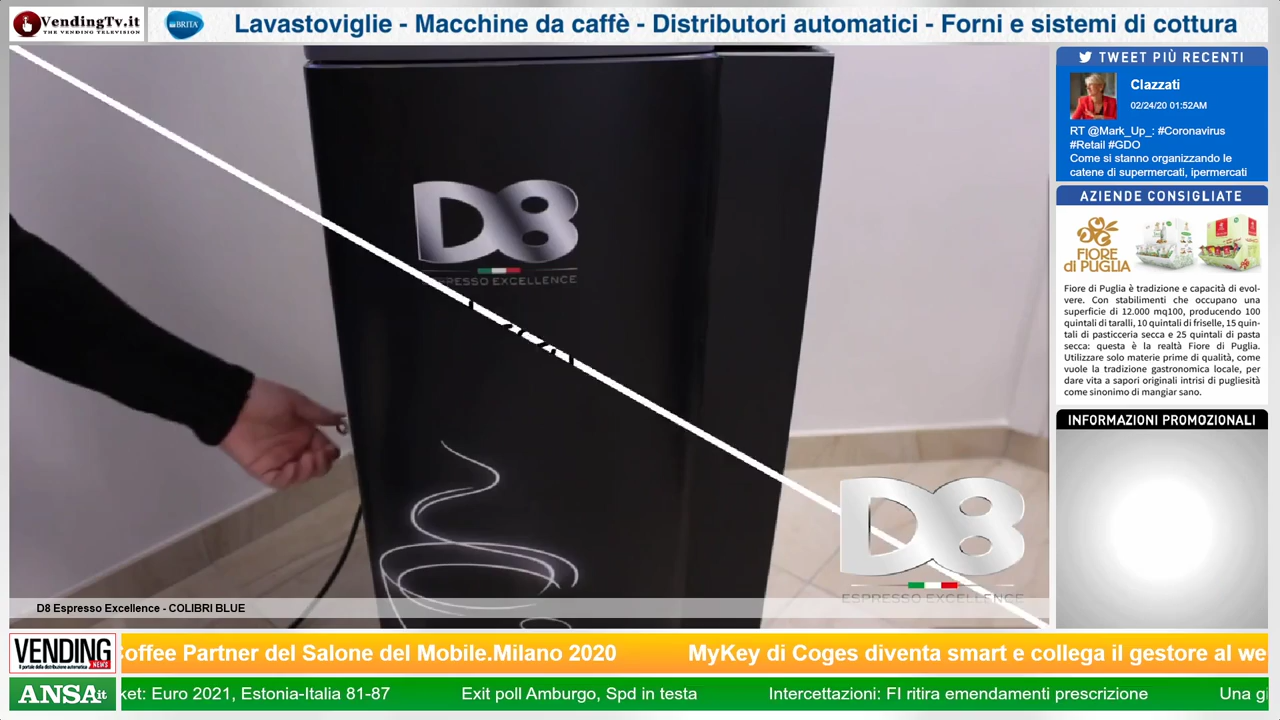 VendingTv.it
THE VENDING TELEVISION
BRITA
Lavastoviglie - Macchine da caffè - Distributori automatici - Forni e sistemi di cottura
D8
ESPRESSO EXCELLENCE
D8
ESPRESSO EXCELLENCE
D8 Espresso Excellence - COLIBRI BLUE
TWEET PIÙ RECENTI
Clazzati
02/24/20 01:52AM
RT @Mark_Up_: #Coronavirus
#Retail #GDO
Come si stanno organizzando le
catene di supermercati, ipermercati
AZIENDE CONSIGLIATE
FIORE
di PUGLIA
Fiore di Puglia è tradizione e capacità di evol-
vere. Con stabilimenti che occupano una
superficie di 12.000 mq100, producendo 100
quintali di taralli, 10 quintali di friselle, 15 quin-
tali di pasticceria secca e 25 quintali di pasta
secca: questa è la realtà Fiore di Puglia.
Utilizzare solo materie prime di qualità, come
vuole la tradizione gastronomica locale, per
dare vita a sapori originali intrisi di pugliesità
come sinonimo di mangiar sano.
INFORMAZIONI PROMOZIONALI
VENDING
NEWS
Il portale della distribuzione automatica
Coffee Partner del Salone del Mobile.Milano 2020 MyKey di Coges diventa smart e collega il gestore al we
ANSA.it
ket: Euro 2021, Estonia-Italia 81-87 Exit poll Amburgo, Spd in testa Intercettazioni: FI ritira emendamenti prescrizione Una gi